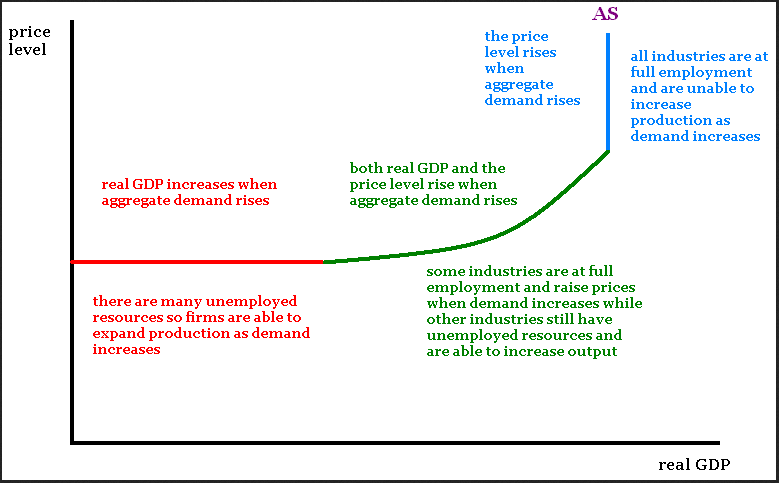 price
level
AS
the price
level rises
when
aggregate
demand rises
all industries are at
full employment
and are unable to
increase
production as
demand increases
both real GDP and the
price level rise when
aggregate demand rises
real GDP increases when
aggregate demand rises
some industries are at full
employment and raise prices
when demand increases while
other industries still have
unemployed resources and
are able to increase output
there are many unemployed
resources so firms are able to
expand production as demand
increases
real GDP